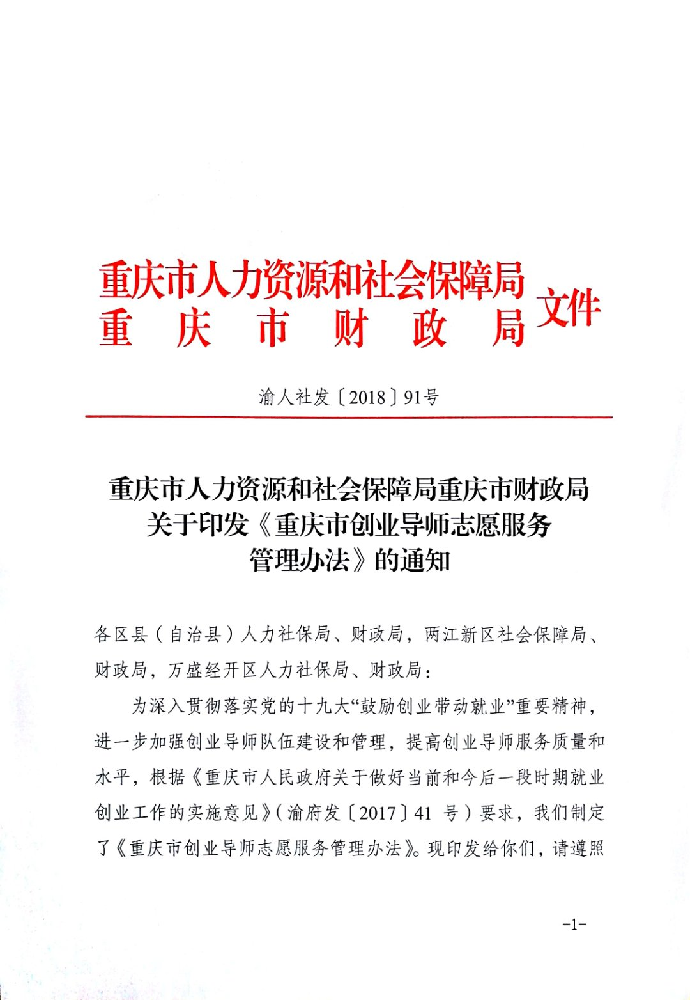 重庆市人力资源和社会保障局
重庆市财政局
文件
渝人社发〔2018〕91号
重庆市人力资源和社会保障局重庆市财政局
关于印发《重庆市创业导师志愿服务
管理办法》的通知
各区县（自治县）人力社保局、财政局，两江新区社会保障局、
财政局，万盛经开区人力社保局、财政局：
为深入贯彻落实党的十九大“鼓励创业带动就业”重要精神，
进一步加强创业导师队伍建设和管理，提高创业导师服务质量和
水平，根据《重庆市人民政府关于做好当前和今后一段时期就业
创业工作的实施意见》（渝府发〔2017〕41 号）要求，我们制定
了《重庆市创业导师志愿服务管理办法》。现印发给你们，请遵照
-1-